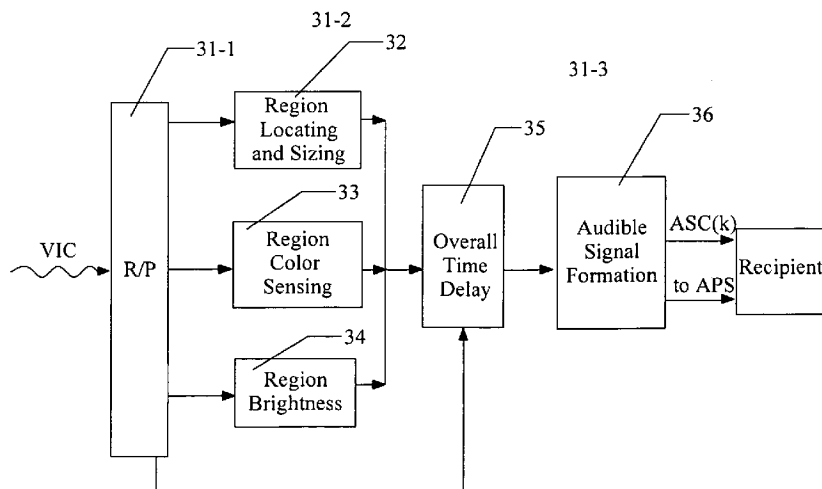 31-2
31-1
32
31-3
Region
Locating
and Sizing
35
36
33
VIC
R/P
Region
Color
Sensing
Overall
Time
Delay
Audible
Signal
Formation
ASC(k)
to APS
Recipient
34
Region
Brightness